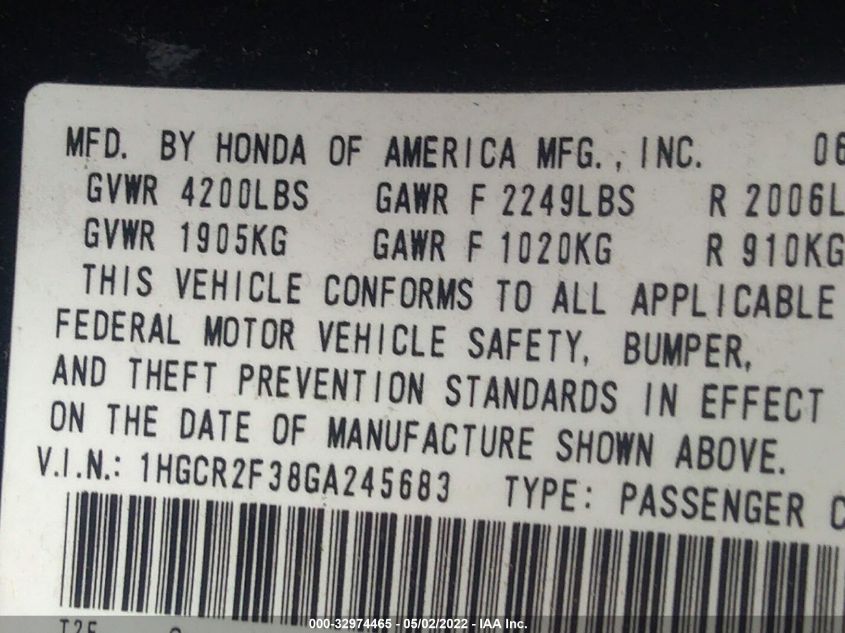 MFD. BY HONDA OF AMERICA MFG., INC. 06
GVWR 4200LBS GAWR F 2249LBS R 2006L
GVWR 1905KG GAWR F 1020KG R 910KG
THIS VEHICLE CONFORMS TO ALL APPLICABLE
FEDERAL MOTOR VEHICLE SAFETY, BUMPER,
AND THEFT PREVENTION STANDARDS IN EFFECT
ON THE DATE OF MANUFACTURE SHOWN ABOVE.
V.I.N.: 1HGCR2F38GA245683 TYPE: PASSENGER C
000-32974465 - 05/02/2022 - IAA Inc.